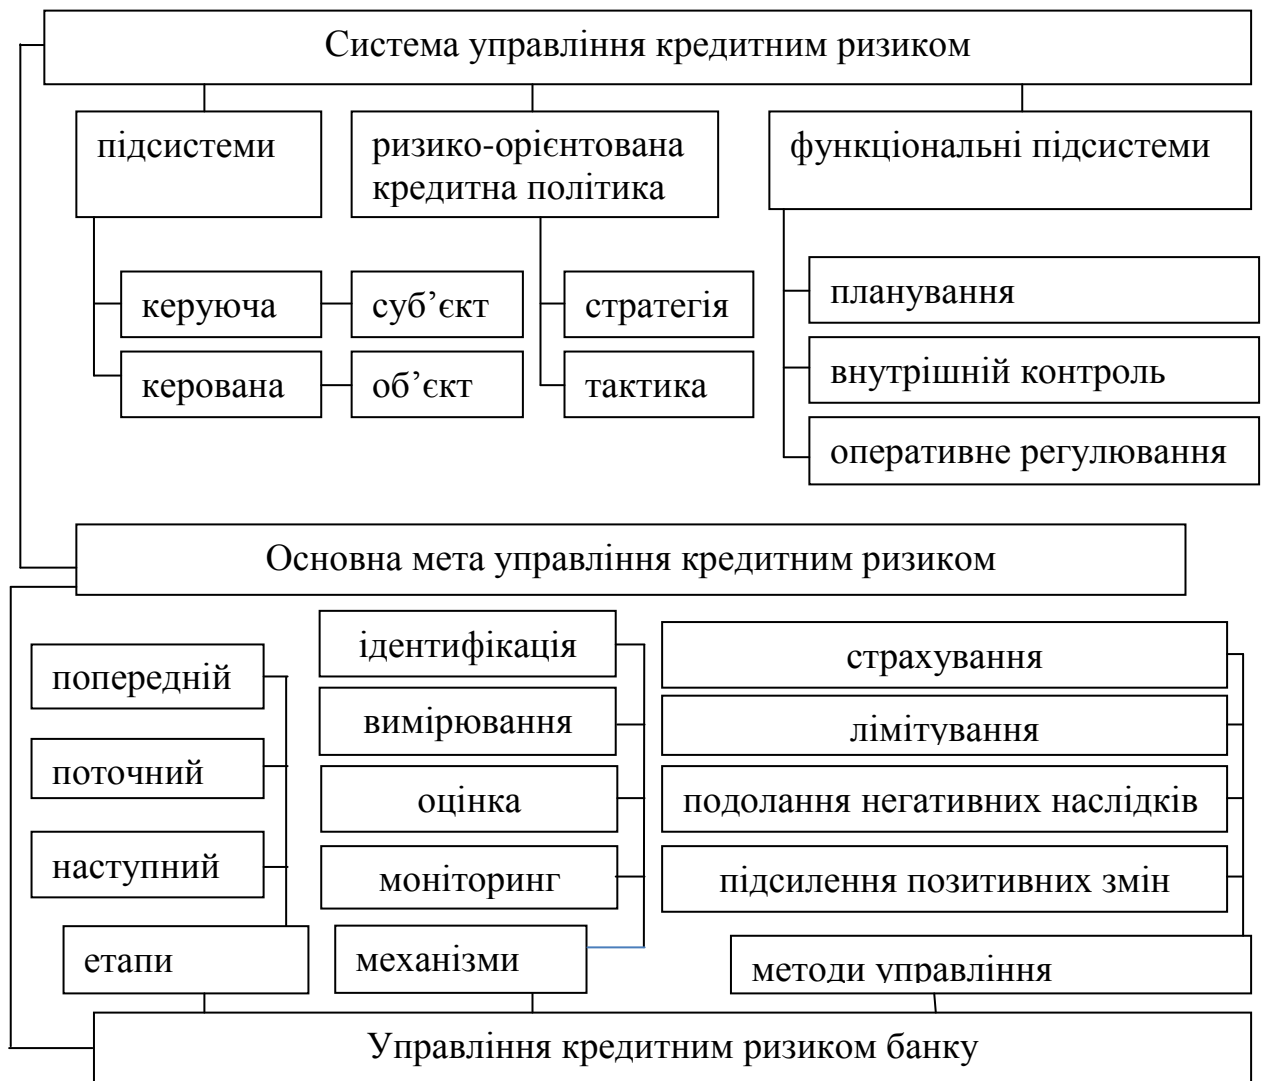 Система управління кредитним ризиком
підсистеми
ризико-орієнтована
кредитна політика
функціональні підсистеми
керуюча
суб’єкт
стратегія
планування
керована
об’єкт
тактика
внутрішній контроль
оперативне регулювання
Основна мета управління кредитним ризиком
попередній
поточний
наступний
етапи
ідентифікація
вимірювання
оцінка
моніторинг
механізми
страхування
лімітування
подолання негативних наслідків
підсилення позитивних змін
методи управління
Управління кредитним ризиком банку